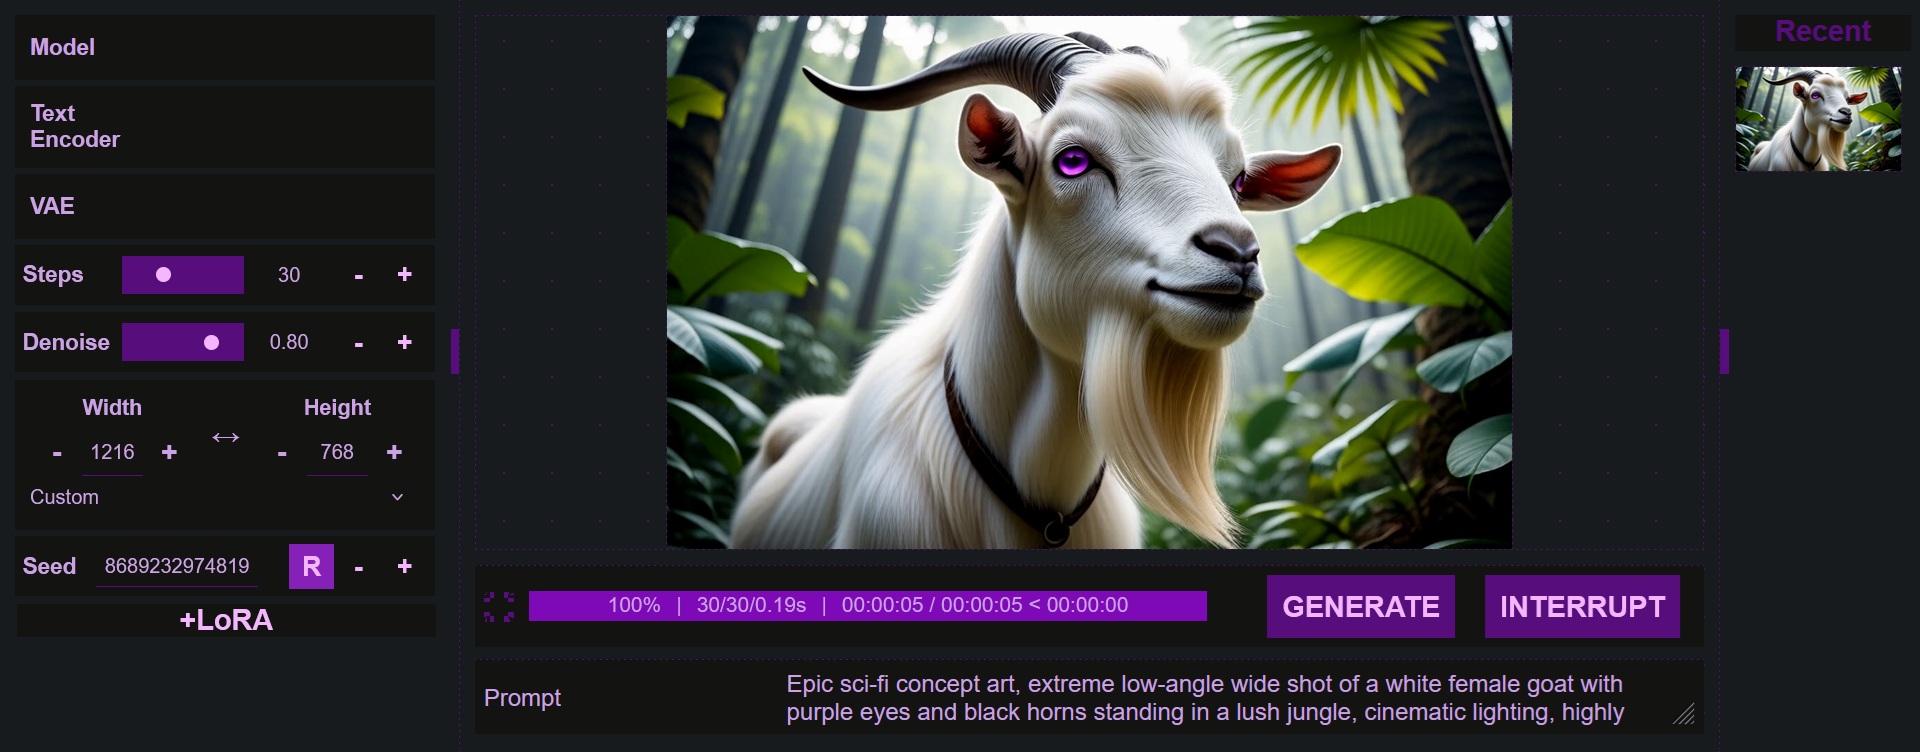 Model
Text
Encoder
VAE
Steps 30 - +
Denoise 0.80 - +
Width Height
- 1216 + ↔ - 768 +
Custom
Seed 8689232974819 R - +
+LoRA
100% | 30/30/0.19s | 00:00:05 / 00:00:05 < 00:00:00
GENERATE INTERRUPT
Prompt
Epic sci-fi concept art, extreme low-angle wide shot of a white female goat with
purple eyes and black horns standing in a lush jungle, cinematic lighting, highly
Recent